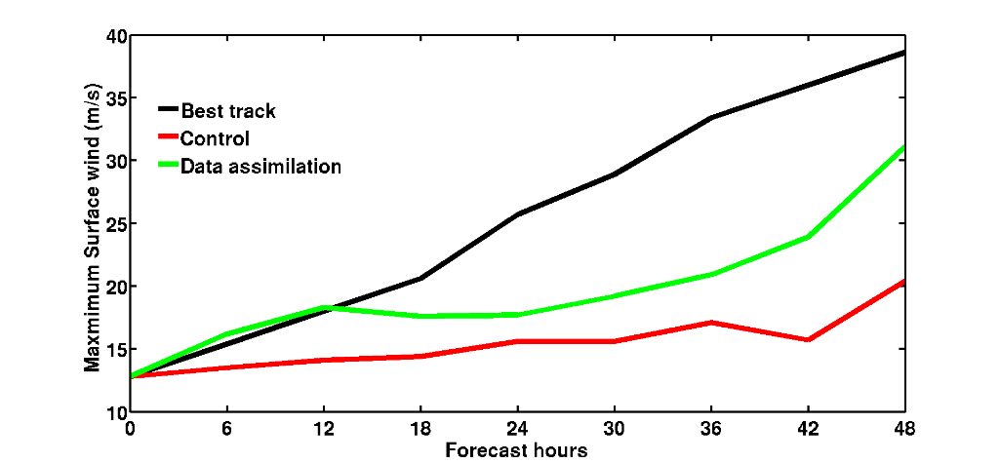 40
35
30
25
20
15
10
Maxmimum Surface wind (m/s)
Best track
Control
Data assimilation
0 6 12 18 24 30 36 42 48
Forecast hours